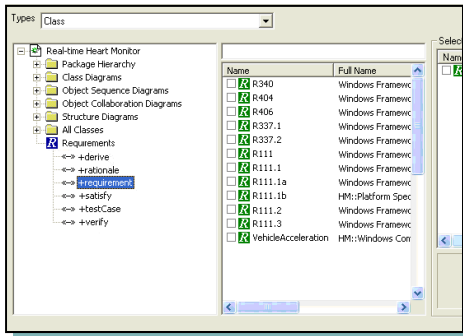 Types Class
Selec
Real-time Heart Monitor
Package Hierarchy
Class Diagrams
Object Sequence Diagrams
Object Collaboration Diagrams
Structure Diagrams
All Classes
R Requirements
«-» +derive
«-» +rationale
«-» +requirement
«-» +satisfy
«-» +testCase
«-» +verify
Name Full Name
R R340 Windows Framewo
R R404 Windows Framewo
R R406 Windows Framewo
R R337.1 Windows Framewo
R R337.2 Windows Framewo
R R111 Windows Framewo
R R111.1 Windows Framewo
R R111.1a Windows Framewo
R R111.1b HM::Platform Spec
R R111.2 Windows Framewo
R R111.3 Windows Framewo
R VehicleAcceleration HM::Windows Com
Name
R